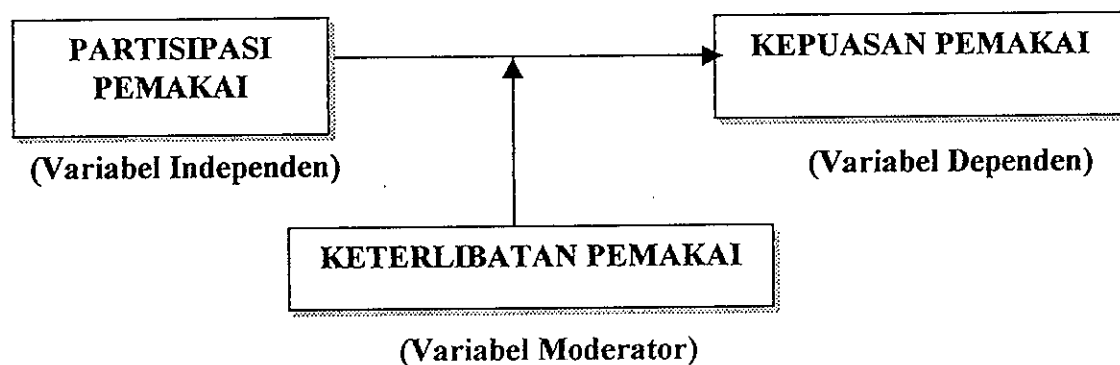 PARTISIPASI
PEMAKAI
KEPUASAN PEMAKAI
(Variabel Independen)
(Variabel Dependen)
KETERLIBATAN PEMAKAI
(Variabel Moderator)